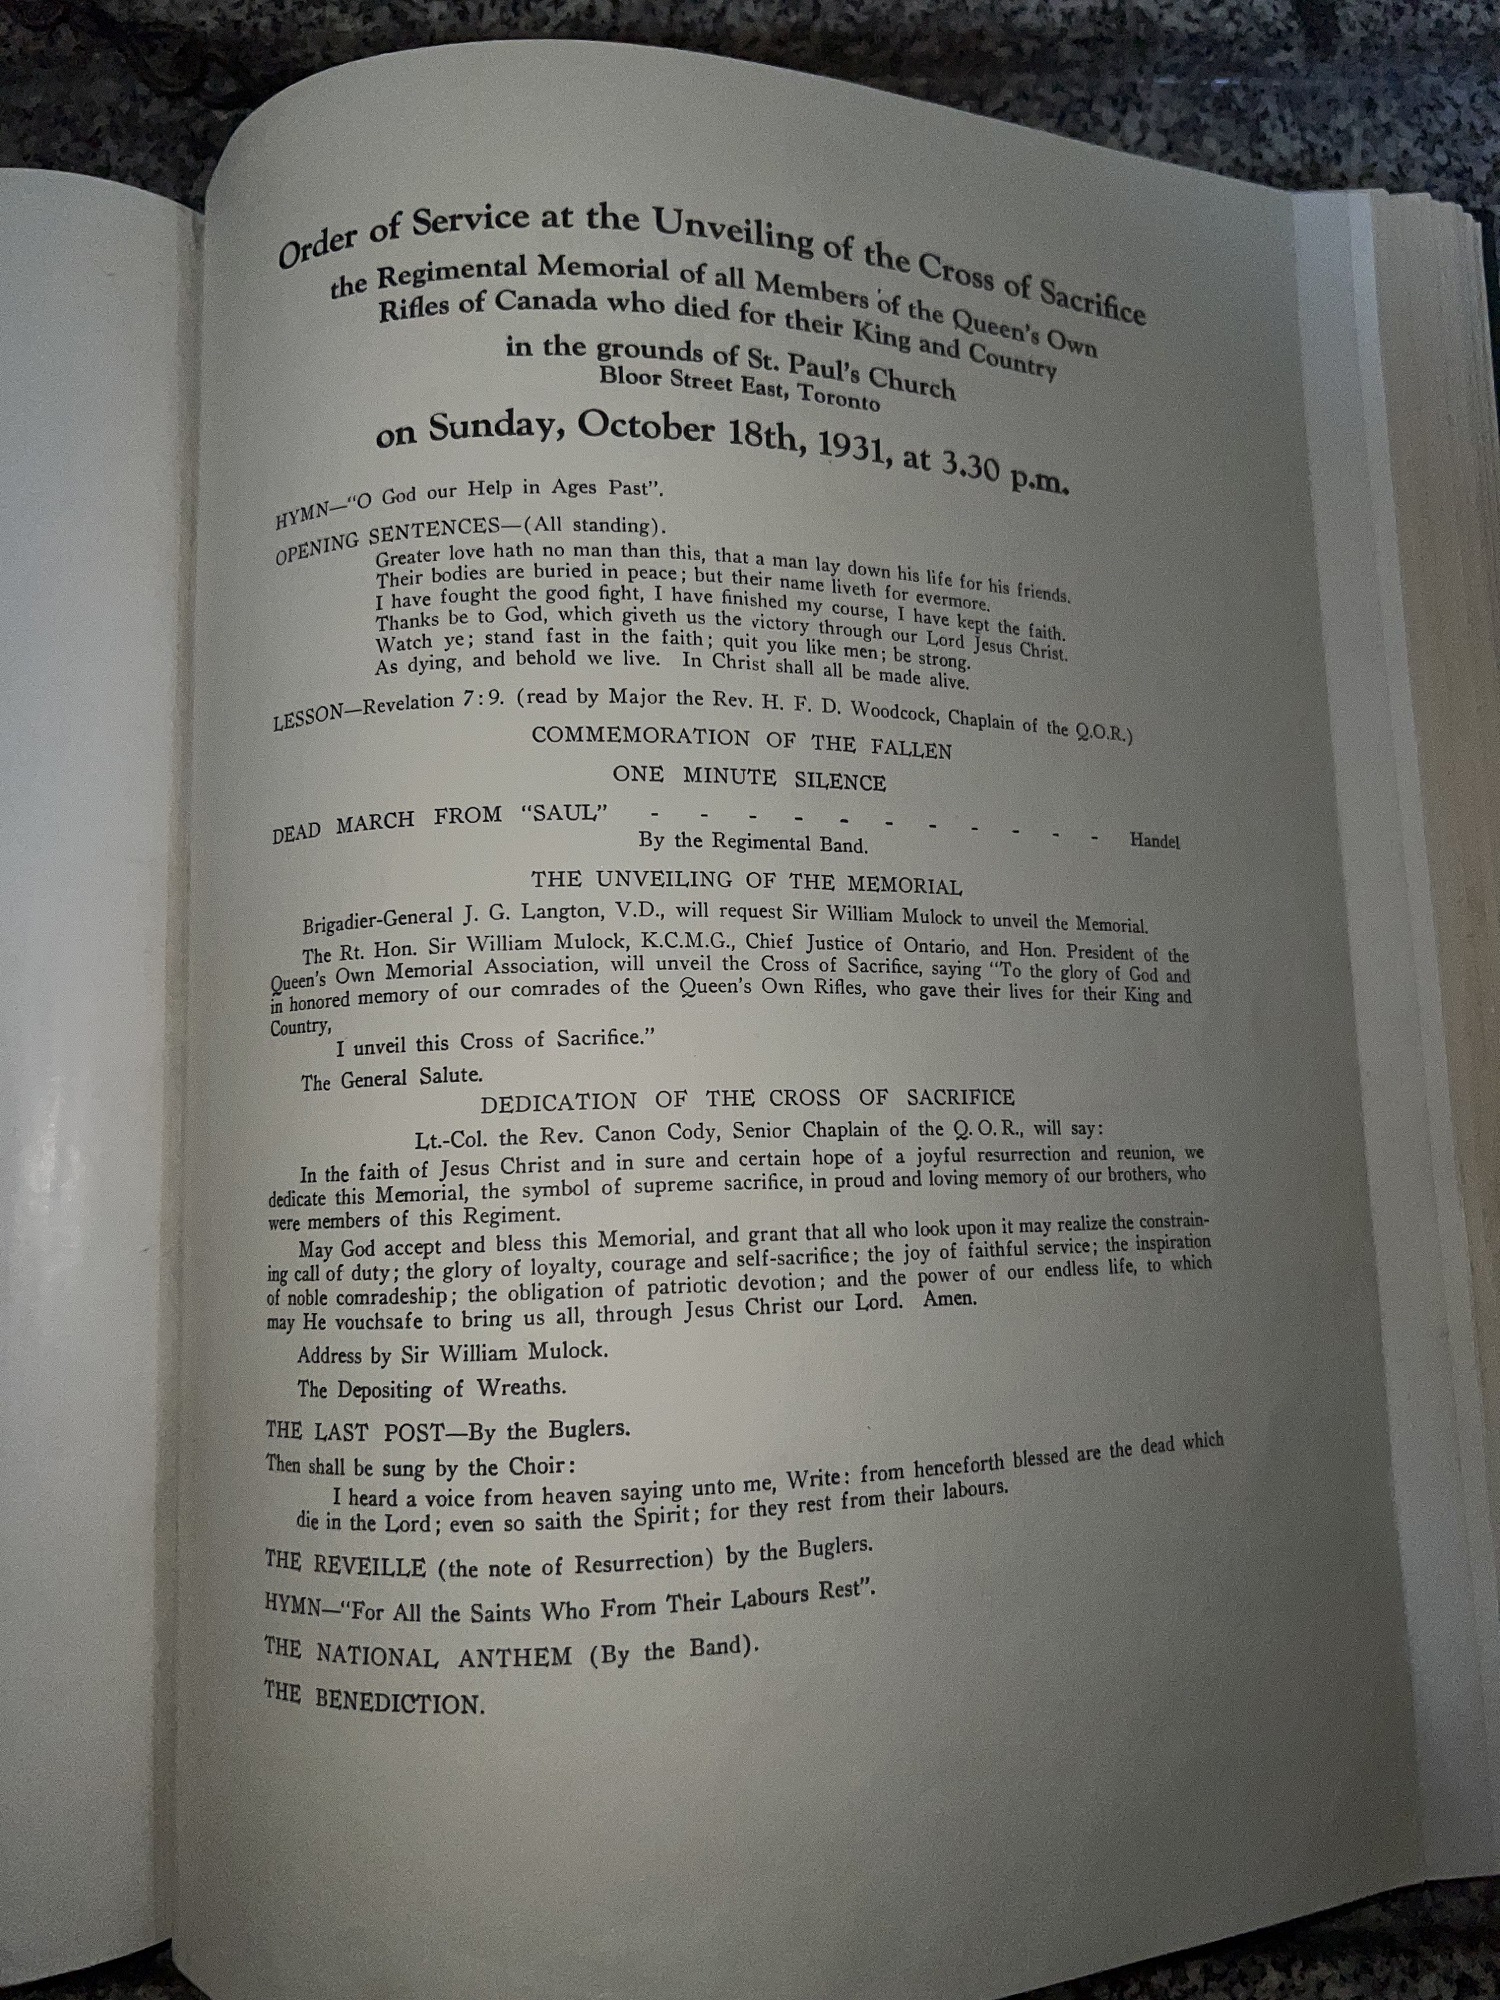 Order of Service at the Unveiling of the Cross of Sacrifice
the Regimental Memorial of all Members of the Queen's Own
Rifles of Canada who died for their King and Country
in the grounds of St. Paul's Church
Bloor Street East, Toronto
on Sunday, October 18th, 1931, at 3.30 p.m.
HYMN—"O God our Help in Ages Past".
OPENING SENTENCES—(All standing).
Greater love hath no man than this, that a man lay down his life for his friends.
Their bodies are buried in peace; but their name liveth for evermore.
I have fought the good fight, I have finished my course, I have kept the faith.
Thanks be to God, which giveth us the victory through our Lord Jesus Christ.
Watch ye; stand fast in the faith; quit you like men; be strong.
As dying, and behold we live. In Christ shall all be made alive.
LESSON—Revelation 7:9. (read by Major the Rev. H. F. D. Woodcock, Chaplain of the Q.O.R.)
COMMEMORATION OF THE FALLEN
ONE MINUTE SILENCE
DEAD MARCH FROM "SAUL" - - - - - - - - - - - Handel
By the Regimental Band.
THE UNVEILING OF THE MEMORIAL
Brigadier-General J. G. Langton, V.D., will request Sir William Mulock to unveil the Memorial.
The Rt. Hon. Sir William Mulock, K.C.M.G., Chief Justice of Ontario, and Hon. President of the
Queen's Own Memorial Association, will unveil the Cross of Sacrifice, saying "To the glory of God and
in honored memory of our comrades of the Queen's Own Rifles, who gave their lives for their King and
Country,
I unveil this Cross of Sacrifice."
The General Salute.
DEDICATION OF THE CROSS OF SACRIFICE
Lt.-Col. the Rev. Canon Cody, Senior Chaplain of the Q.O.R., will say:
In the faith of Jesus Christ and in sure and certain hope of a joyful resurrection and reunion, we
dedicate this Memorial, the symbol of supreme sacrifice, in proud and loving memory of our brothers, who
were members of this Regiment.
May God accept and bless this Memorial, and grant that all who look upon it may realize the constrain-
ing call of duty; the glory of loyalty, courage and self-sacrifice; the joy of faithful service; the inspiration
of noble comradeship; the obligation of patriotic devotion; and the power of our endless life, to which
may He vouchsafe to bring us all, through Jesus Christ our Lord. Amen.
Address by Sir William Mulock.
The Depositing of Wreaths.
THE LAST POST—By the Buglers.
Then shall be sung by the Choir:
I heard a voice from heaven saying unto me, Write: from henceforth blessed are the dead which
die in the Lord; even so saith the Spirit; for they rest from their labours.
THE REVEILLE (the note of Resurrection) by the Buglers.
HYMN—"For All the Saints Who From Their Labours Rest".
THE NATIONAL ANTHEM (By the Band).
THE BENEDICTION.